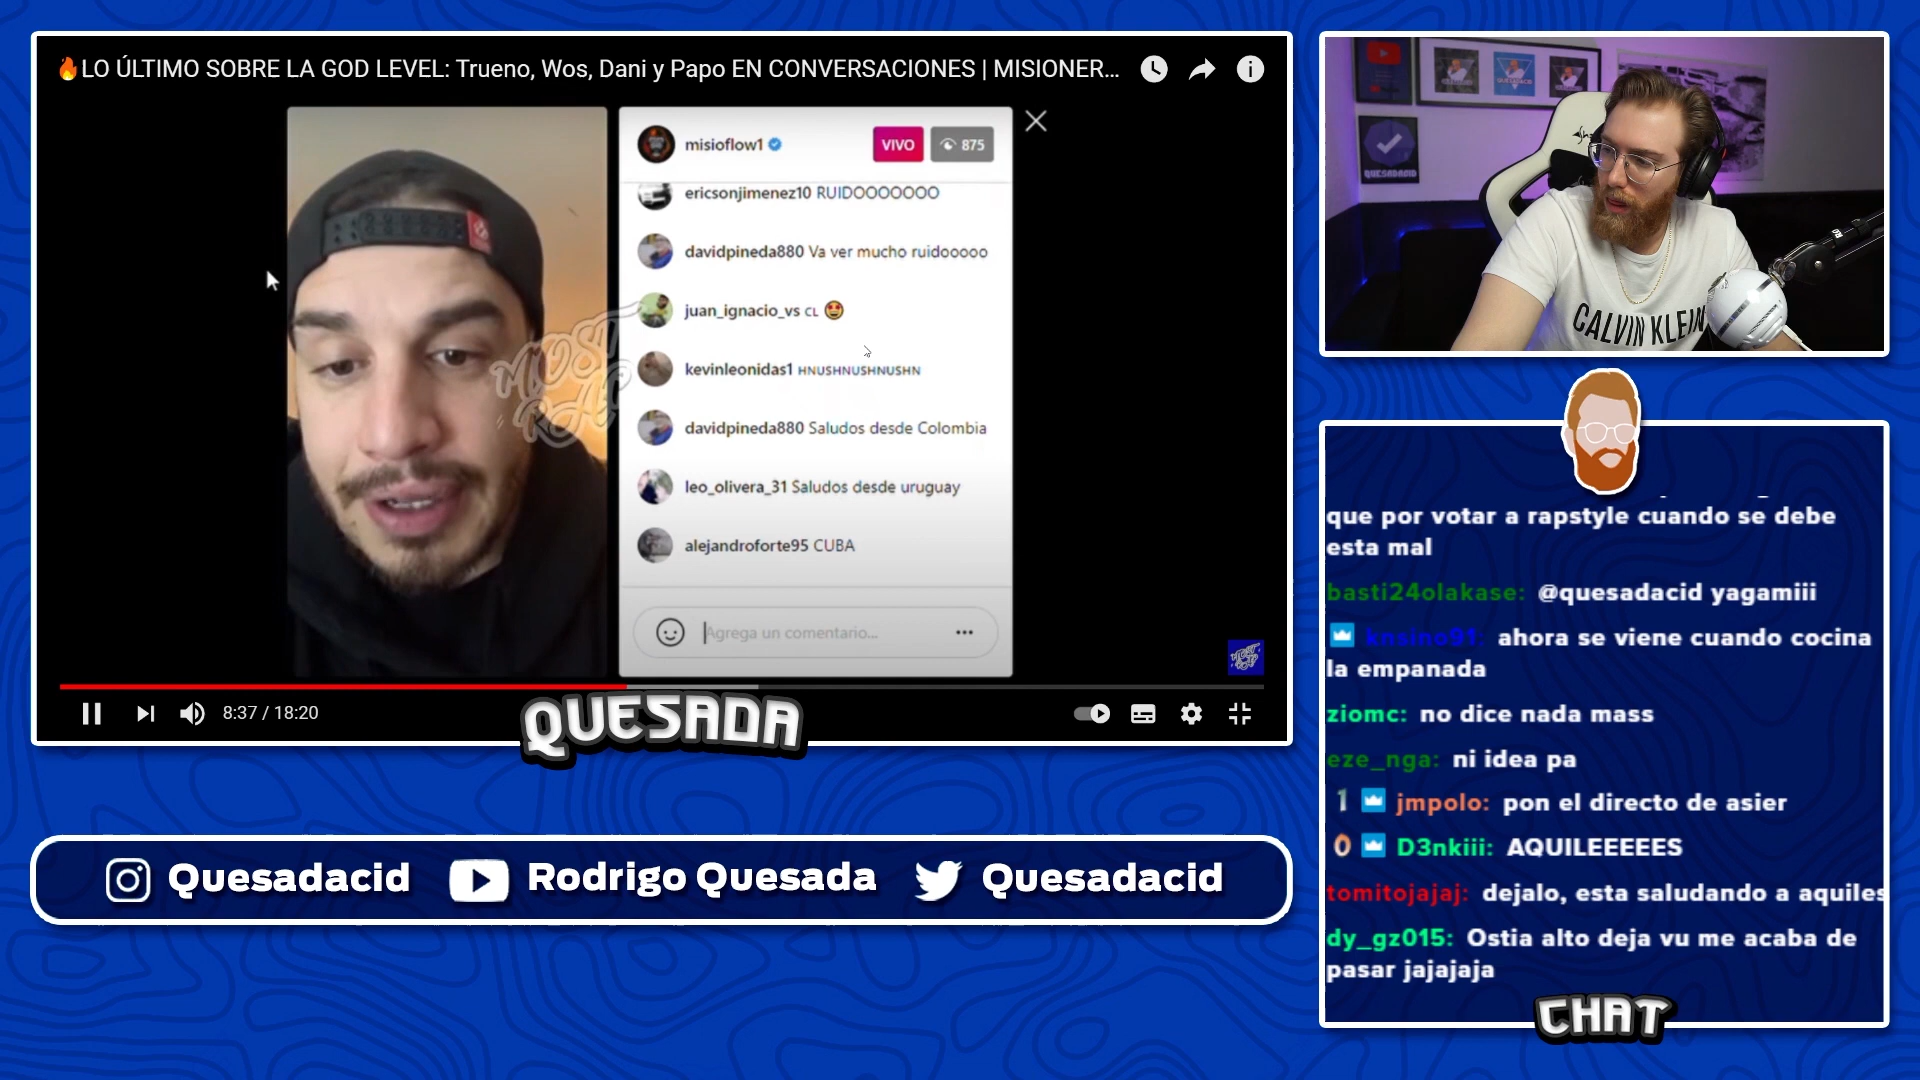 🔥LO ÚLTIMO SOBRE LA GOD LEVEL: Trueno, Wos, Dani y Papo EN CONVERSACIONES | MISIONER...
misioflow1
VIVO
875
ericsonjimenez10 RUIDOOOOOOO
davidpineda880 Va ver mucho ruidooooo
juan_ignacio_vs CL 🤩
kevinleonidas1 HNUSHNUSHNUSHN
davidpineda880 Saludos desde Colombia
leo_olivera_31 Saludos desde uruguay
alejandroforte95 CUBA
Agrega un comentario...
MOST RAP
8:37 / 18:20
QUESADA
Quesadacid
Rodrigo Quesada
Quesadacid
QUESADACID
CALVIN KLEIN
que por votar a rapstyle cuando se debe
esta mal
basti24olakase: @quesadacid yagamiii
knsino91: ahora se viene cuando cocina
la empanada
ziomc: no dice nada mass
eze_nga: ni idea pa
1 jmpolo: pon el directo de asier
0 D3nkiii: AQUILEEEEES
tomitojajaj: dejalo, esta saludando a aquiles
dy_gz015: Ostia alto deja vu me acaba de
pasar jajajaja
CHAT